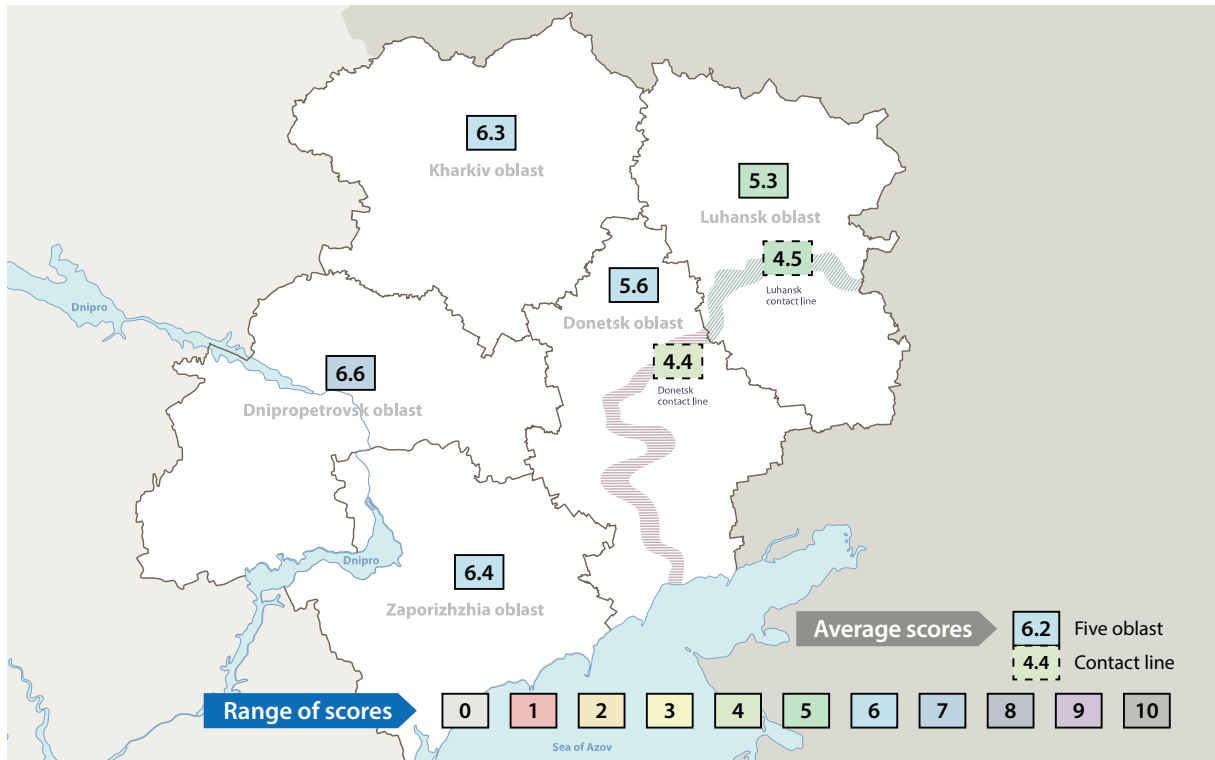 6.3
Kharkiv oblast
5.3
Luhansk oblast
4.5
Luhansk
contact line
5.6
Donetsk oblast
Dnipro
4.4
Donetsk
contact line
6.6
Dnipropetrovsk oblast
Dnipro
6.4
Zaporizhzhia oblast
Average scores
6.2 Five oblast
4.4 Contact line
Range of scores 0 1 2 3 4 5 6 7 8 9 10
Sea of Azov